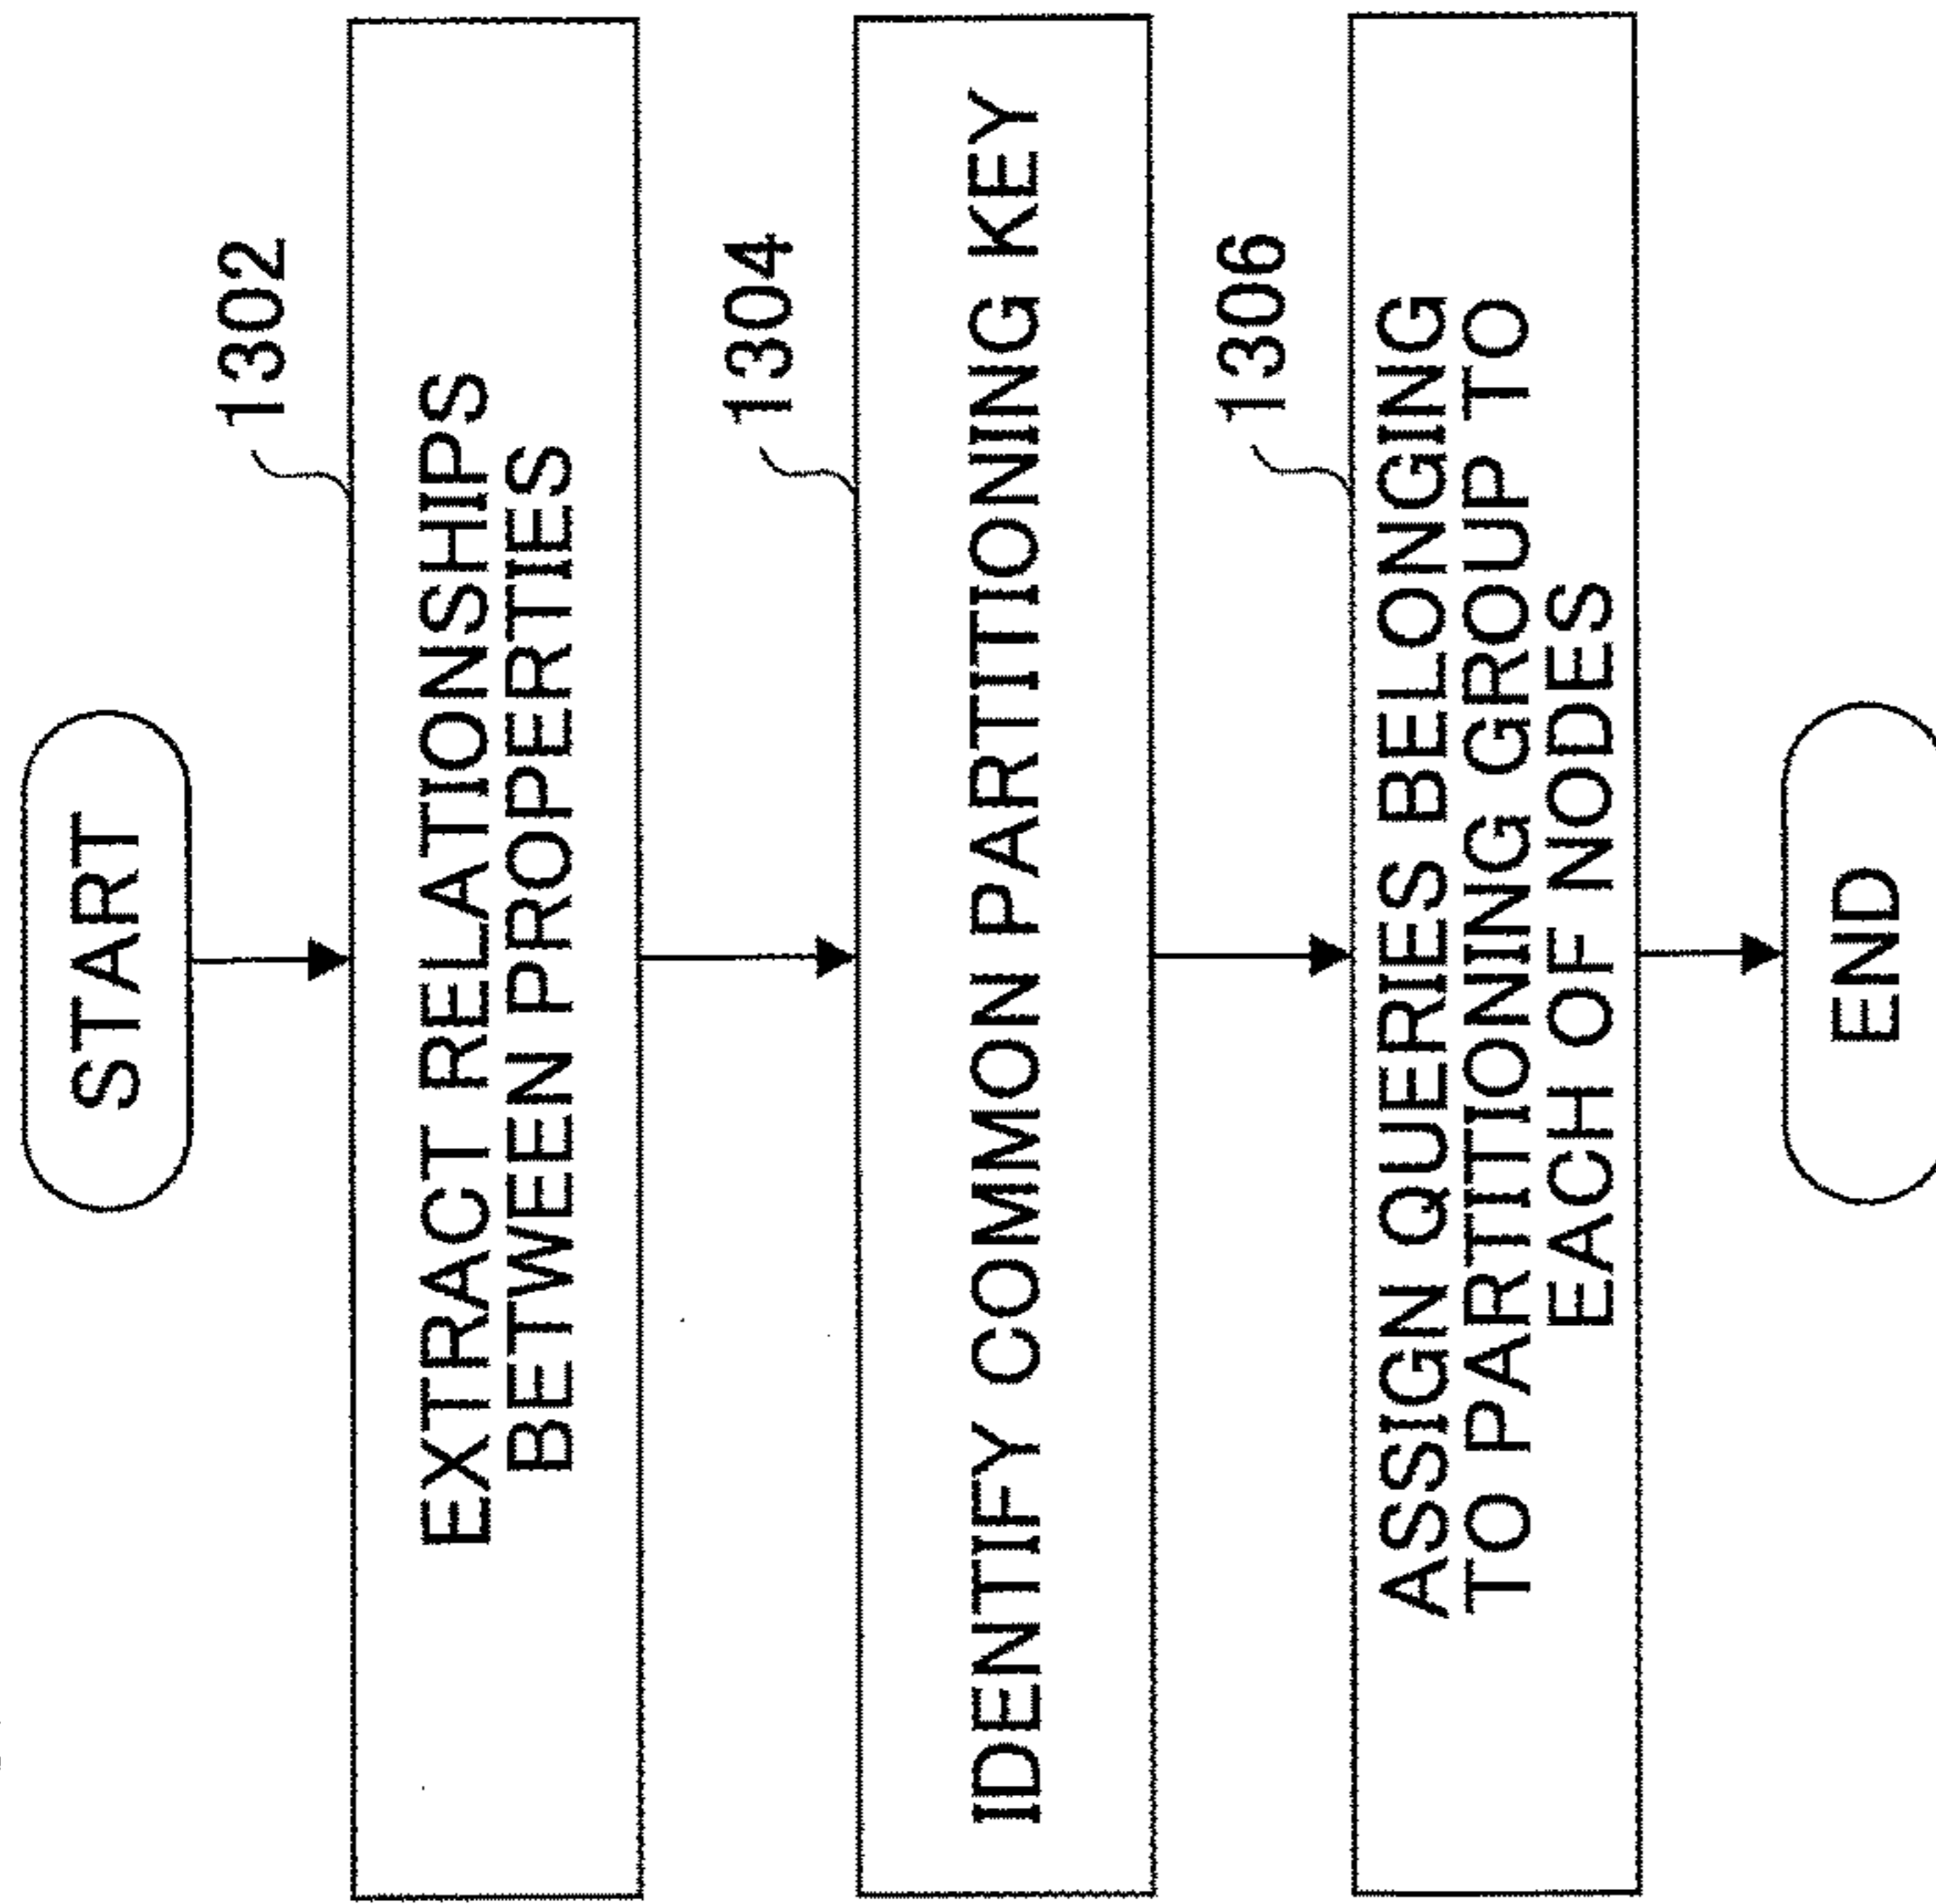 START
1302
EXTRACT RELATIONSHIPS
BETWEEN PROPERTIES
1304
IDENTIFY COMMON PARTITIONING KEY
1306
ASSIGN QUERIES BELONGING
TO PARTITIONING GROUP TO
EACH OF NODES
END